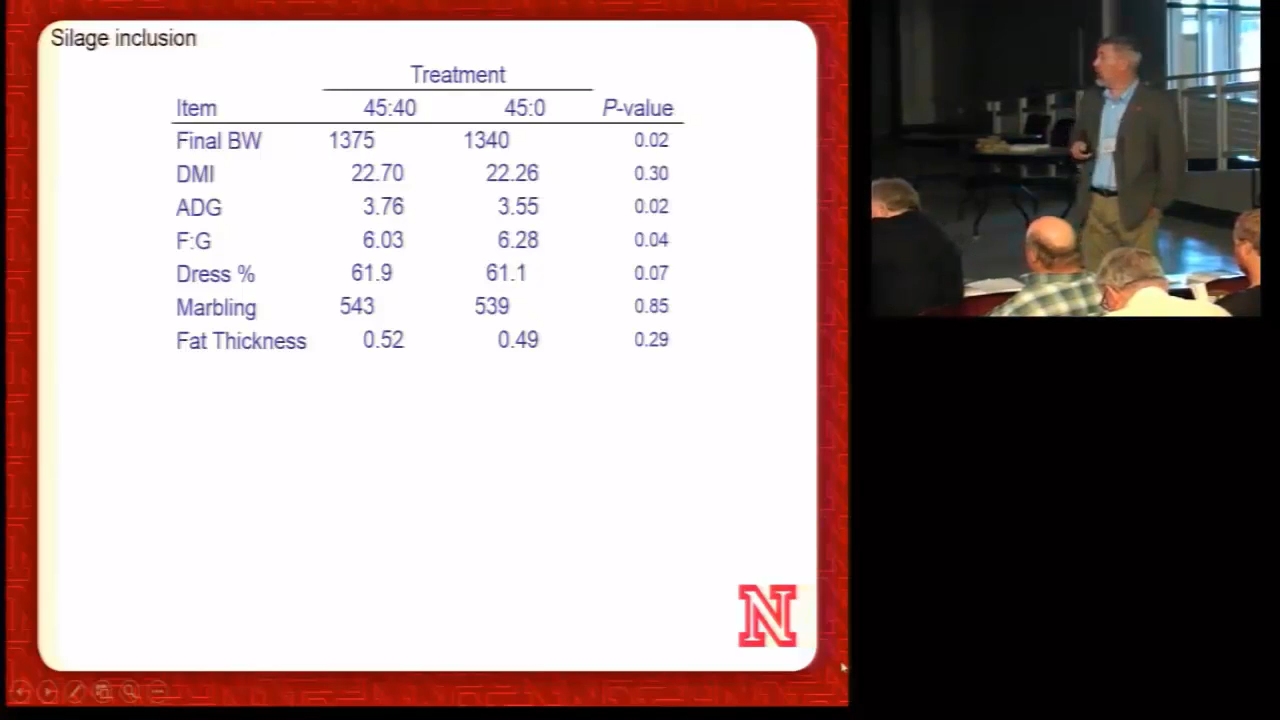 Silage inclusion
Treatment
Item 45:40 45:0 P-value
Final BW 1375 1340 0.02
DMI 22.70 22.26 0.30
ADG 3.76 3.55 0.02
F:G 6.03 6.28 0.04
Dress % 61.9 61.1 0.07
Marbling 543 539 0.85
Fat Thickness 0.52 0.49 0.29
N